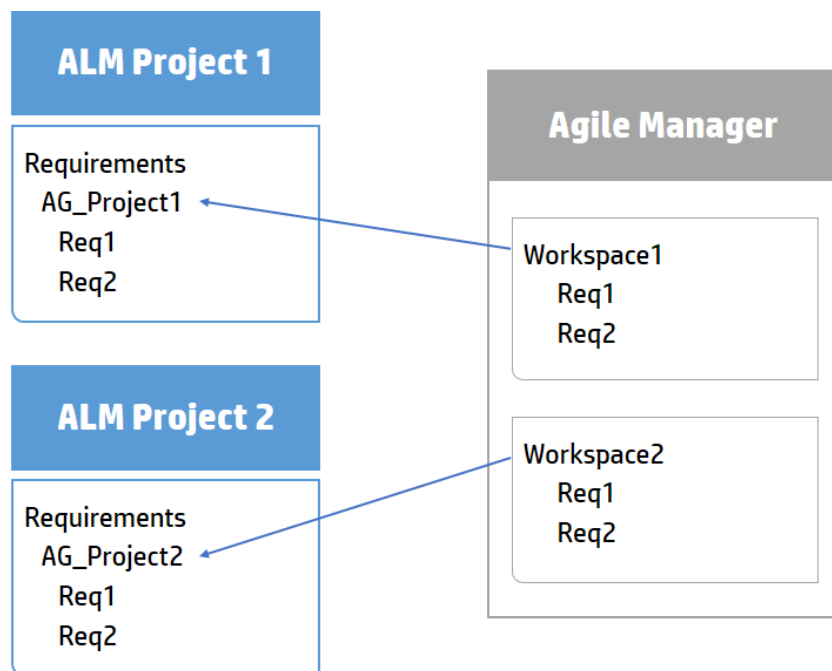 ALM Project 1
Requirements
AG_Project1
Req1
Req2
ALM Project 2
Requirements
AG_Project2
Req1
Req2
Agile Manager
Workspace1
Req1
Req2
Workspace2
Req1
Req2